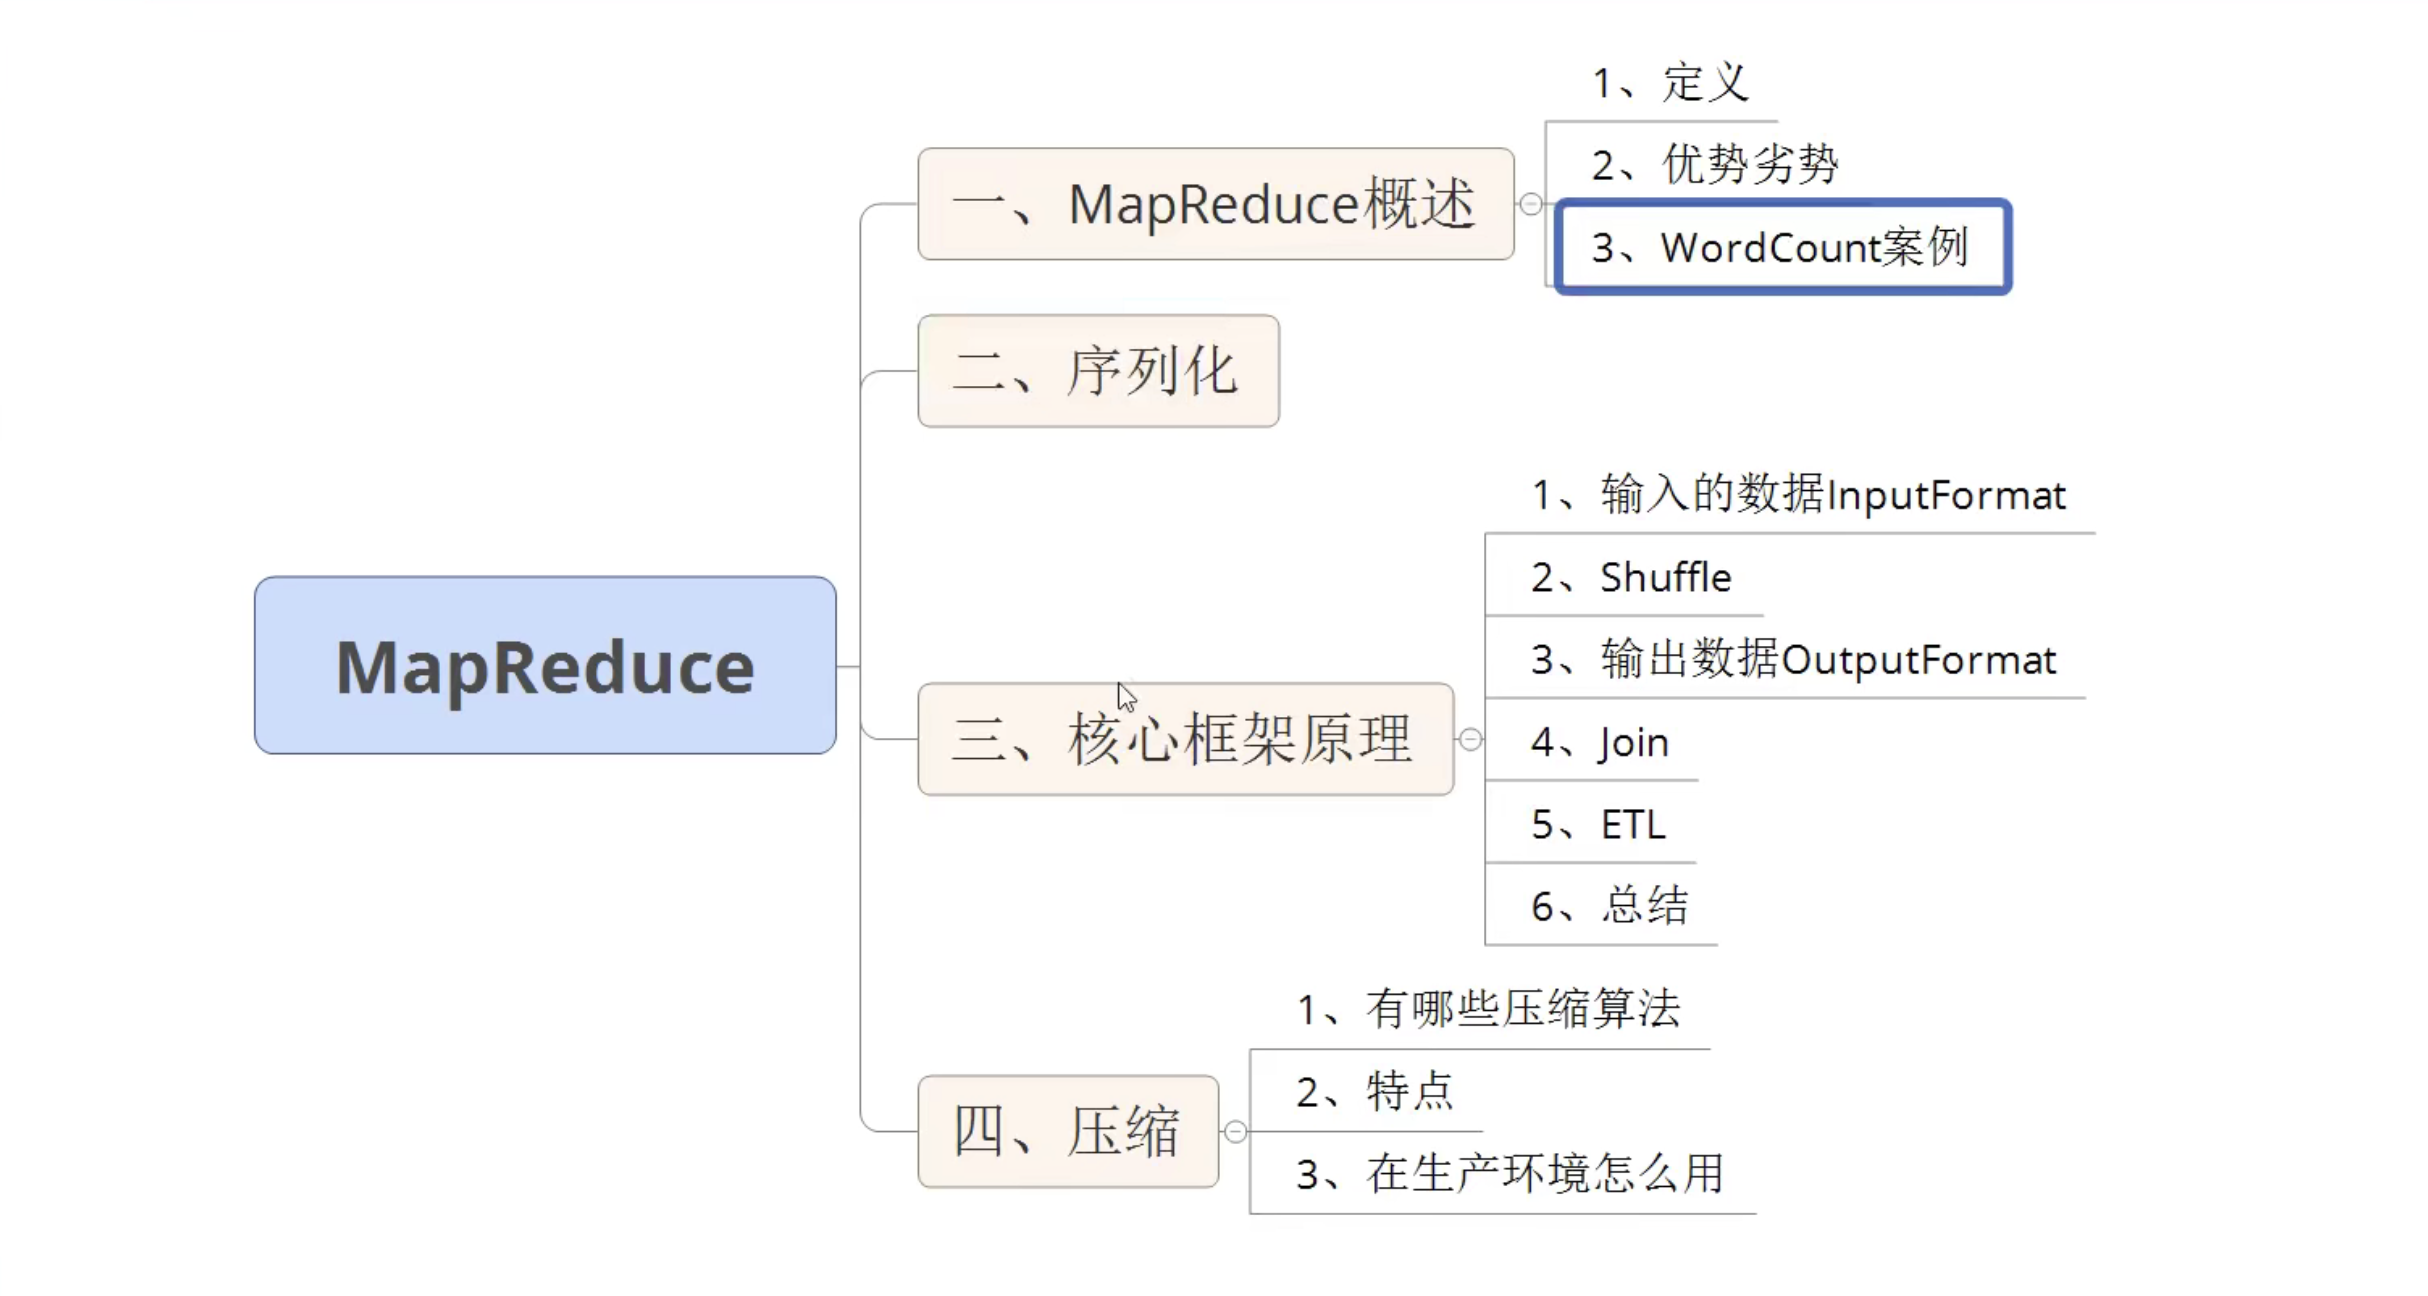 MapReduce
一、MapReduce概述
1、定义
2、优势劣势
3、WordCount案例
二、序列化
三、核心框架原理
1、输入的数据InputFormat
2、Shuffle
3、输出数据OutputFormat
4、Join
5、ETL
6、总结
四、压缩
1、有哪些压缩算法
2、特点
3、在生产环境怎么用